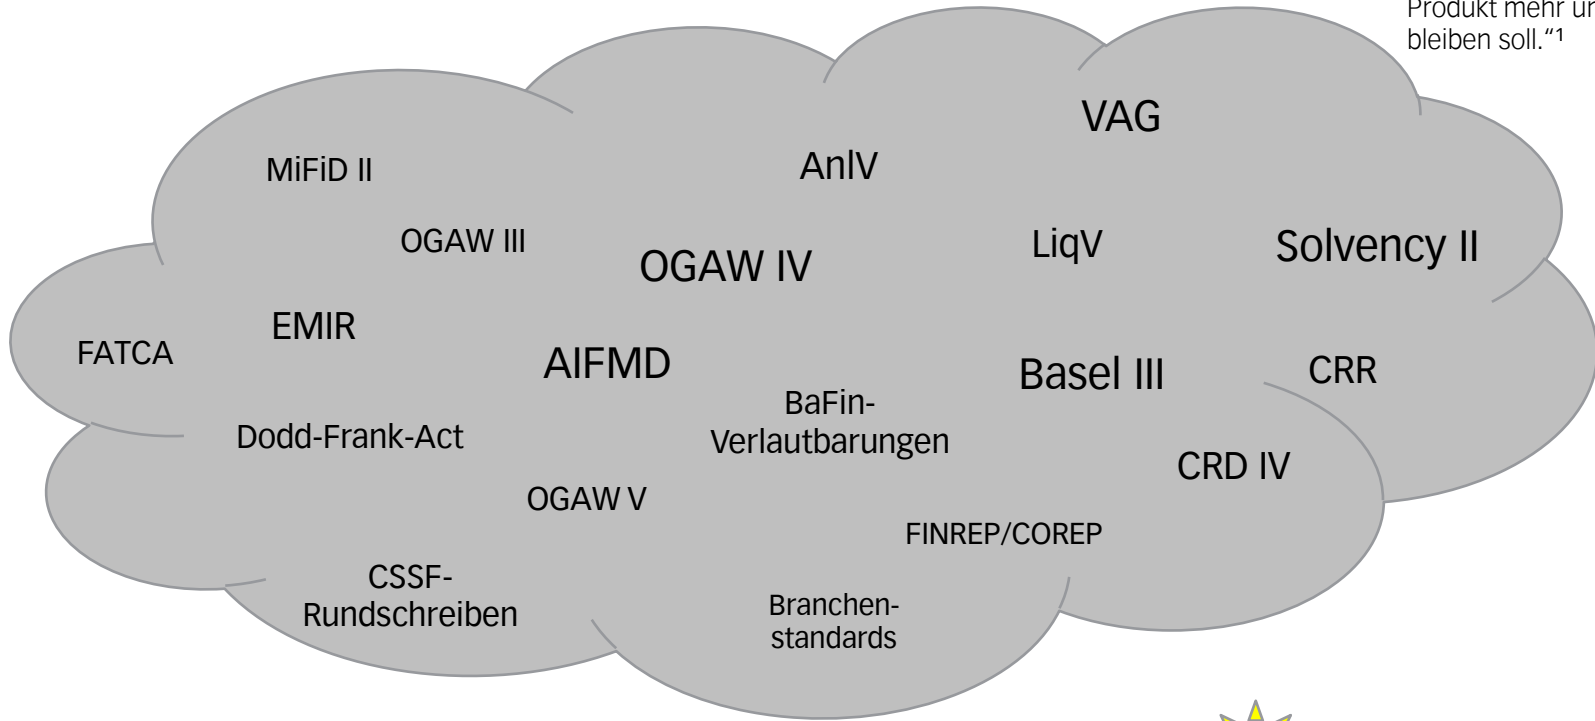 Produkt mehr un
bleiben soll.“¹
VAG
MiFiD II
AnlV
OGAW III
OGAW IV
LiqV
Solvency II
EMIR
FATCA
AIFMD
Basel III
CRR
BaFin-
Verlautbarungen
Dodd-Frank-Act
CRD IV
OGAW V
FINREP/COREP
CSSF-
Rundschreiben
Branchen-
standards